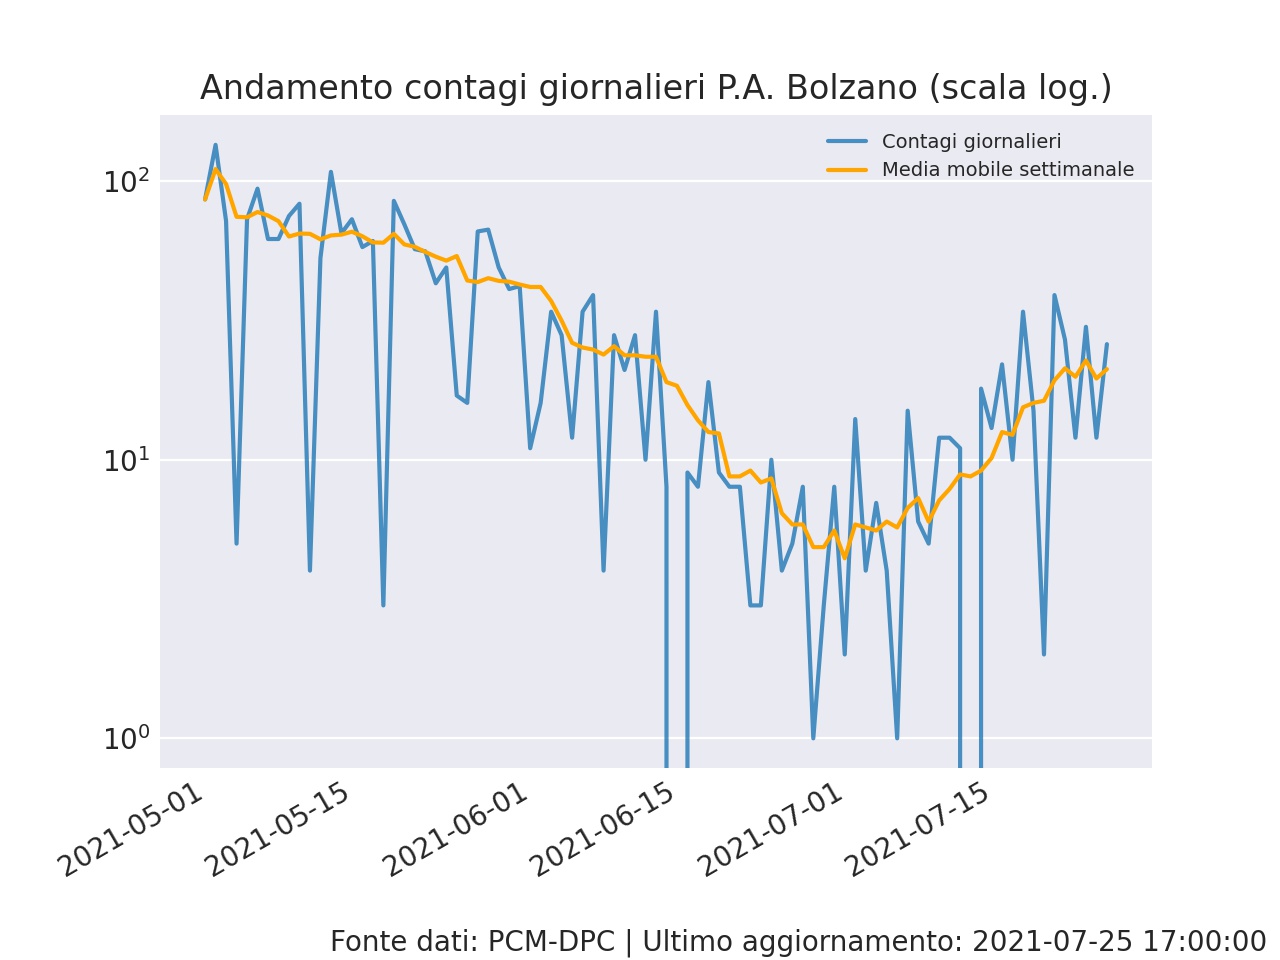 Andamento contagi giornalieri P.A. Bolzano (scala log.)
Contagi giornalieri
Media mobile settimanale
10²
10¹
10⁰
2021-05-01
2021-05-15
2021-06-01
2021-06-15
2021-07-01
2021-07-15
Fonte dati: PCM-DPC | Ultimo aggiornamento: 2021-07-25 17:00:00